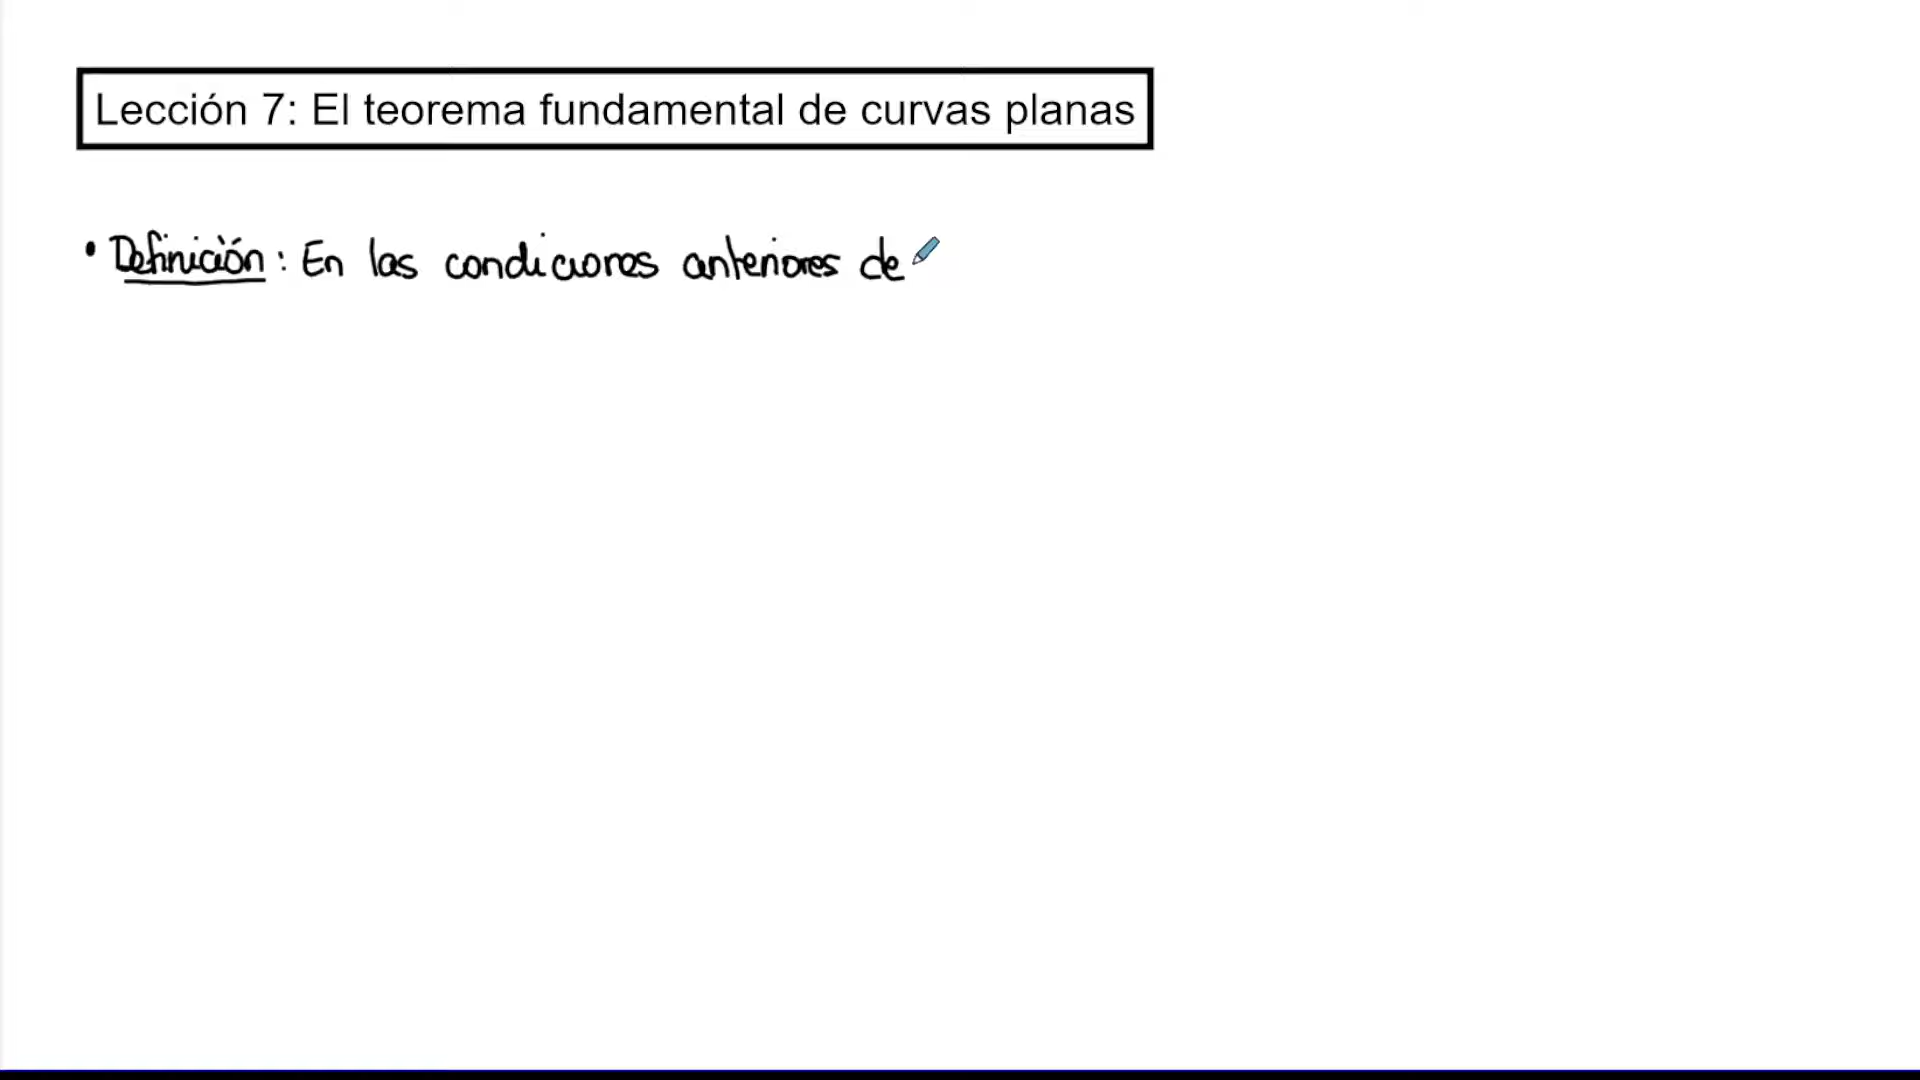 Lección 7: El teorema fundamental de curvas planas
• Definición: En las condiciones anteriores de